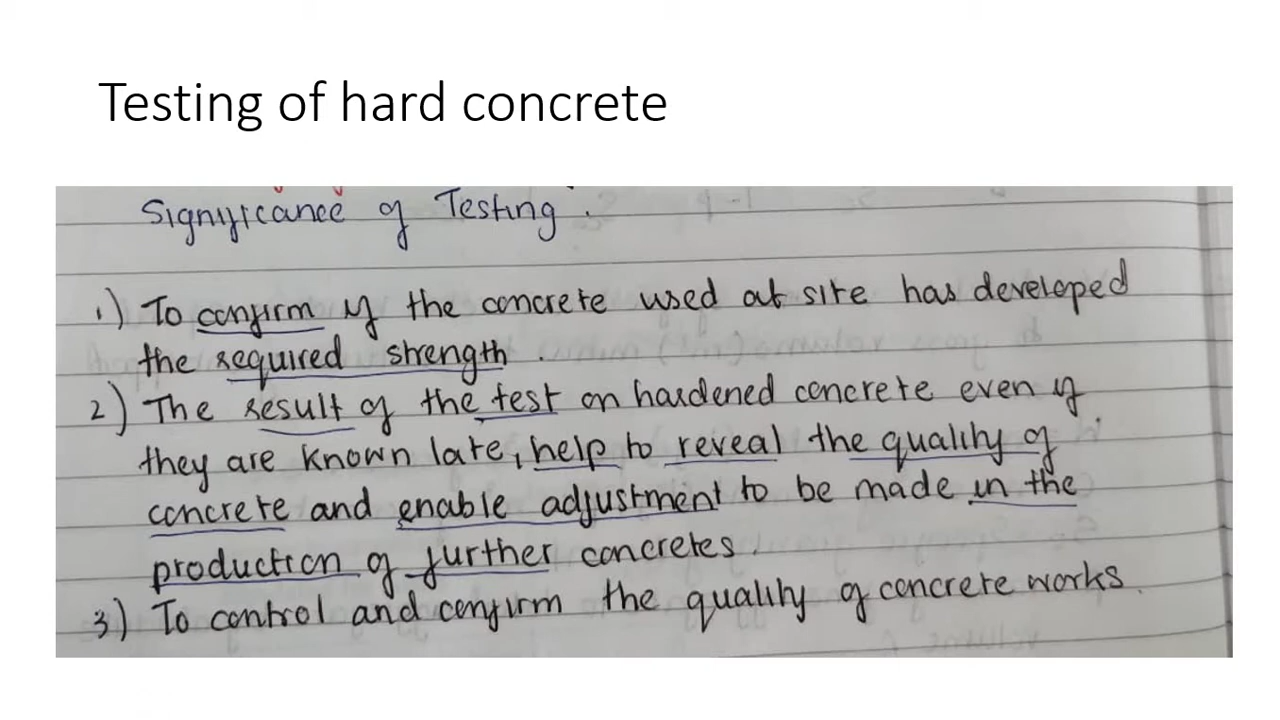 Testing of hard concrete
Significance of Testing.
1) To confirm if the concrete used at site has developed
the required strength.
2) The result of the test on hardened concrete even if
they are known late, help to reveal the quality of
concrete and enable adjustment to be made in the
production of further concretes.
3) To control and confirm the quality of concrete works.